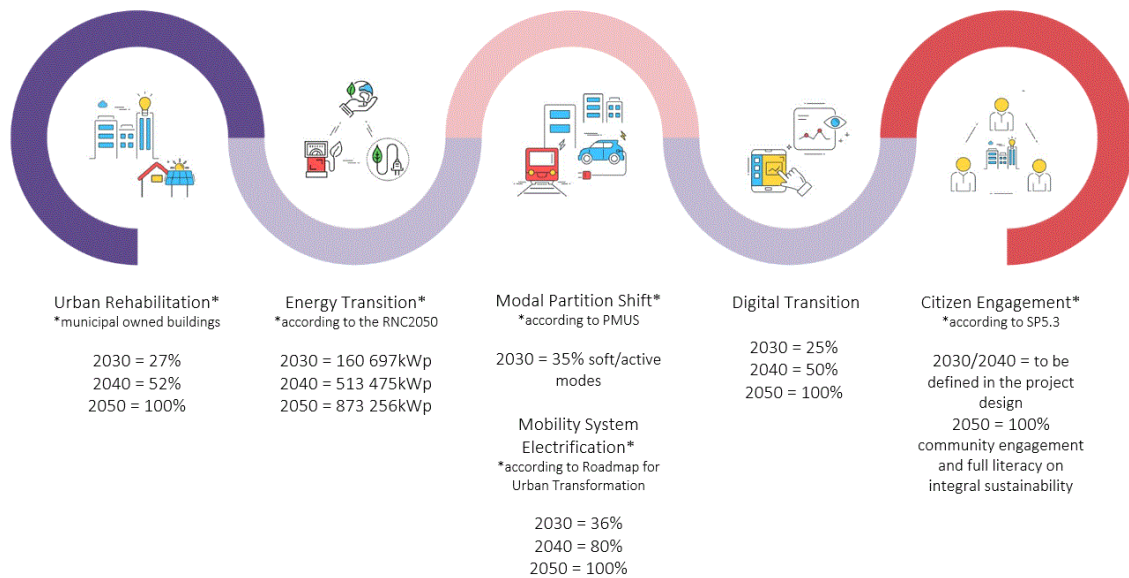 Urban Rehabilitation*
*municipal owned buildings
2030 = 27%
2040 = 52%
2050 = 100%
Energy Transition*
*according to the RNC2050
2030 = 160 697kWp
2040 = 513 475kWp
2050 = 873 256kWp
Modal Partition Shift*
*according to PMUS
2030 = 35% soft/active
modes
Mobility System
Electrification*
*according to Roadmap for
Urban Transformation
2030 = 36%
2040 = 80%
2050 = 100%
Digital Transition
2030 = 25%
2040 = 50%
2050 = 100%
Citizen Engagement*
*according to SP5.3
2030/2040 = to be
defined in the project
design
2050 = 100%
community engagement
and full literacy on
integral sustainability